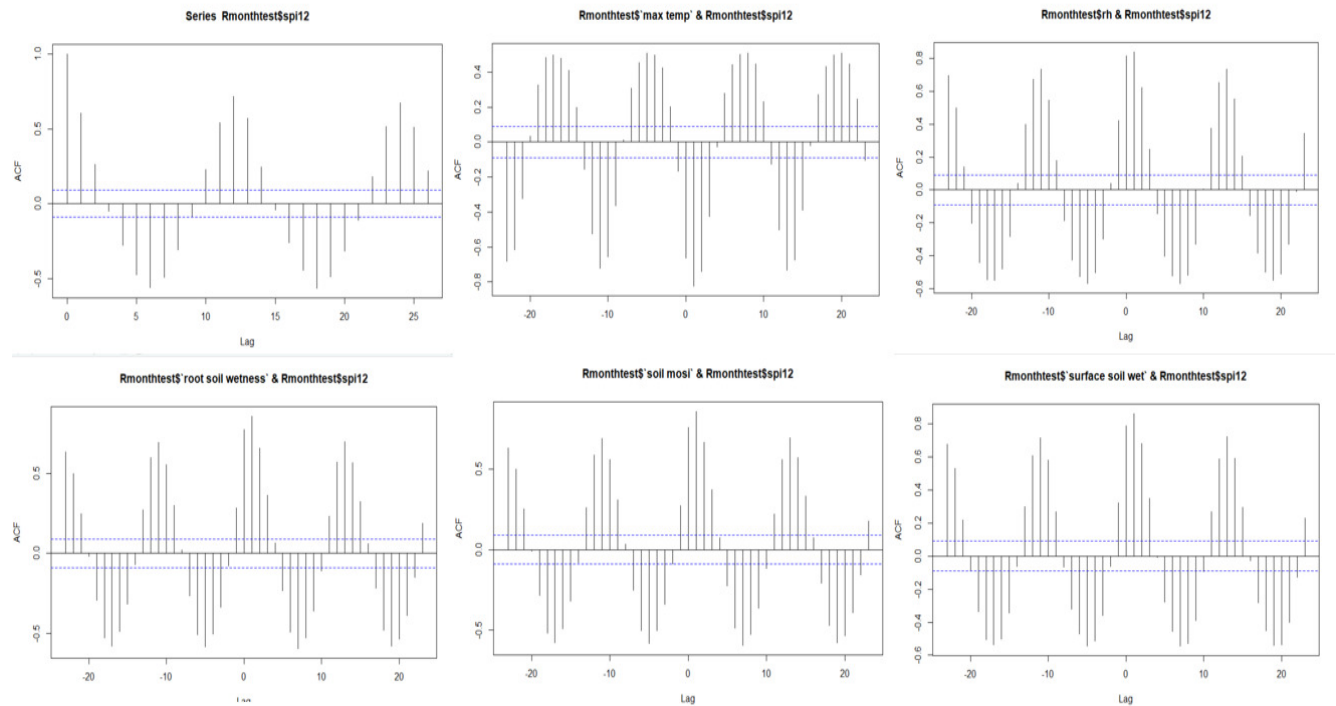 Series Rmonthtest$spi12
ACF
1.0
0.5
0.0
-0.5
0 5 10 15 20 25
Lag
Rmonthtest$`max temp` & Rmonthtest$spi12
ACF
0.4
0.2
0.0
-0.2
-0.4
-0.6
-0.8
-20 -10 0 10 20
Lag
Rmonthtest$rh & Rmonthtest$spi12
ACF
0.8
0.6
0.4
0.2
0.0
-0.2
-0.4
-0.6
-20 -10 0 10 20
Lag
Rmonthtest$`root soil wetness` & Rmonthtest$spi12
ACF
0.5
0.0
-0.5
-20 -10 0 10 20
Lag
Rmonthtest$`soil mosi` & Rmonthtest$spi12
ACF
0.5
0.0
-0.5
-20 -10 0 10 20
Lag
Rmonthtest$`surface soil wet` & Rmonthtest$spi12
ACF
0.8
0.6
0.4
0.2
0.0
-0.2
-0.4
-0.6
-20 -10 0 10 20
Lag